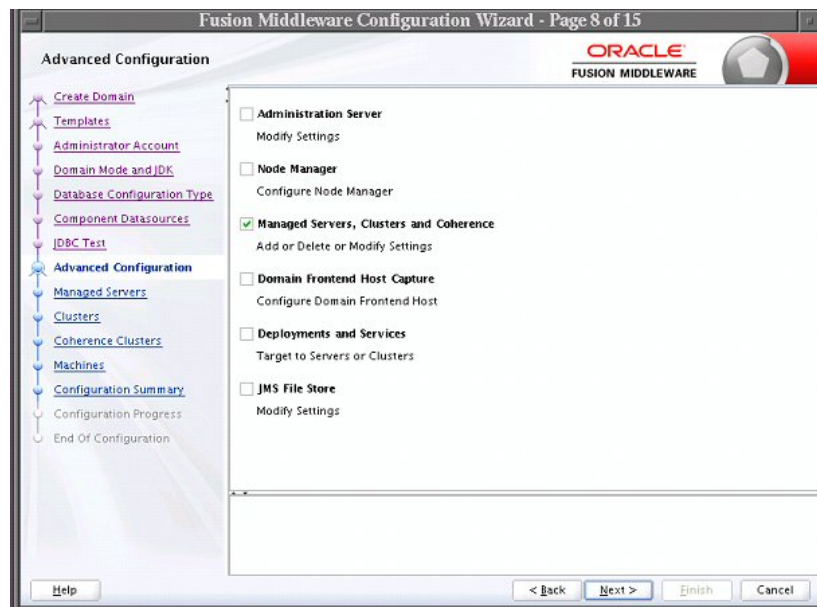 Fusion Middleware Configuration Wizard - Page 8 of 15
Advanced Configuration
ORACLE
FUSION MIDDLEWARE
Create Domain
Templates
Administrator Account
Domain Mode and JDK
Database Configuration Type
Component Datasources
JDBC Test
Advanced Configuration
Managed Servers
Clusters
Coherence Clusters
Machines
Configuration Summary
Configuration Progress
End Of Configuration
Administration Server
Modify Settings
Node Manager
Configure Node Manager
Managed Servers, Clusters and Coherence
Add or Delete or Modify Settings
Domain Frontend Host Capture
Configure Domain Frontend Host
Deployments and Services
Target to Servers or Clusters
JMS File Store
Modify Settings
Help
< Back
Next >
Finish
Cancel